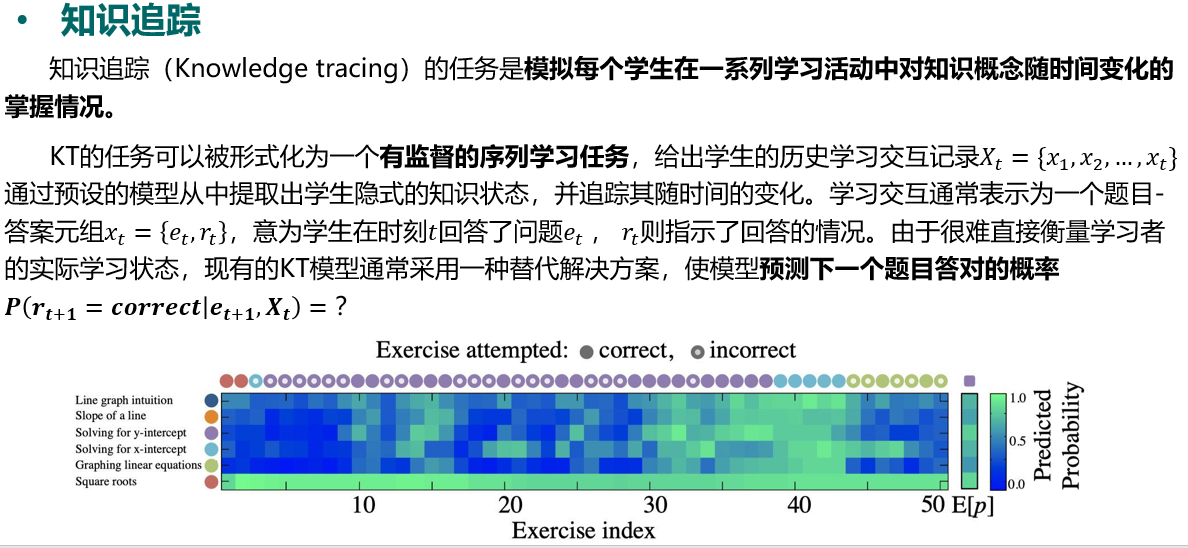 • 知识追踪
知识追踪（Knowledge tracing）的任务是模拟每个学生在一系列学习活动中对知识概念随时间变化的
掌握情况。
KT的任务可以被形式化为一个有监督的序列学习任务，给出学生的历史学习交互记录X_t = {x_1, x_2, … , x_t}
通过预设的模型从中提取出学生隐式的知识状态，并追踪其随时间的变化。学习交互通常表示为一个题目-
答案元组x_t = {e_t, r_t}，意为学生在时刻t回答了问题e_t ， r_t则指示了回答的情况。由于很难直接衡量学习者
的实际学习状态，现有的KT模型通常采用一种替代解决方案，使模型预测下一个题目答对的概率
P(r_{t+1} = correct|e_{t+1}, X_t) = ？
Exercise attempted: correct, incorrect
Line graph intuition
Slope of a line
Solving for y-intercept
Solving for x-intercept
Graphing linear equations
Square roots
10 20 30 40 50 E[p]
Exercise index
1.0
0.5
0.0
Predicted
Probability